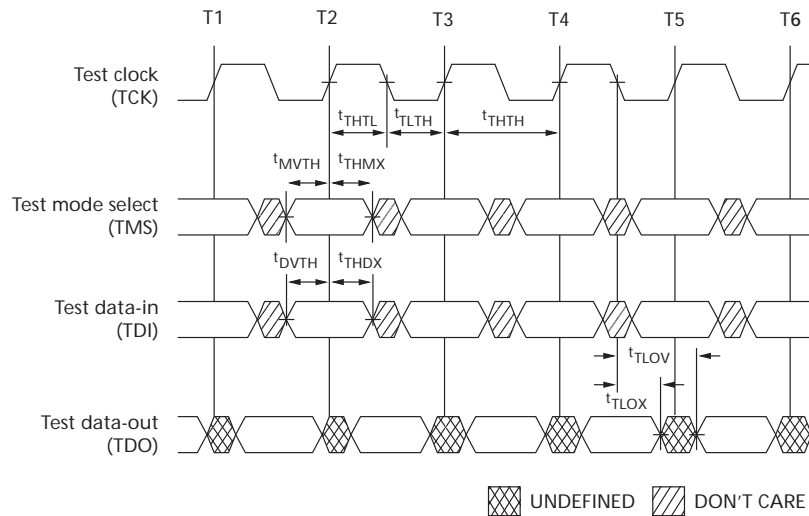 T1 T2 T3 T4 T5 T6
Test clock
(TCK)
tTHTL tTLTH tTHTH
tMVTH tTHMX
Test mode select
(TMS)
tDVTH tTHDX
Test data-in
(TDI)
tTLOV
tTLOX
Test data-out
(TDO)
UNDEFINED DON'T CARE